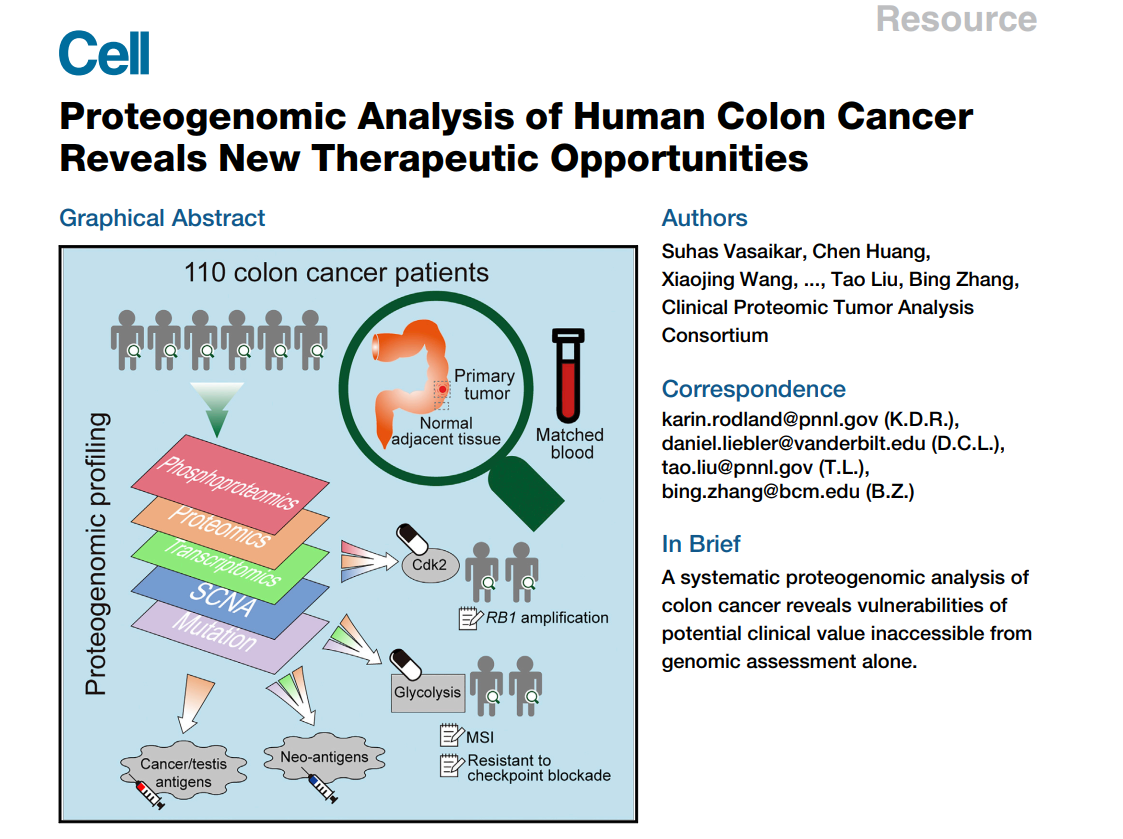 Resource
Cell
Proteogenomic Analysis of Human Colon Cancer
Reveals New Therapeutic Opportunities
Graphical Abstract
110 colon cancer patients
Primary
tumor
Normal
adjacent tissue
Matched
blood
Proteogenomic profiling
Phosphoproteomics
Proteomics
Transcriptomics
SCNA
Mutation
Cdk2
RB1 amplification
Glycolysis
MSI
Resistant to
checkpoint blockade
Cancer/testis
antigens
Neo-antigens
Authors
Suhas Vasaikar, Chen Huang,
Xiaojing Wang, ..., Tao Liu, Bing Zhang,
Clinical Proteomic Tumor Analysis
Consortium
Correspondence
karin.rodland@pnnl.gov (K.D.R.),
daniel.liebler@vanderbilt.edu (D.C.L.),
tao.liu@pnnl.gov (T.L.),
bing.zhang@bcm.edu (B.Z.)
In Brief
A systematic proteogenomic analysis of
colon cancer reveals vulnerabilities of
potential clinical value inaccessible from
genomic assessment alone.